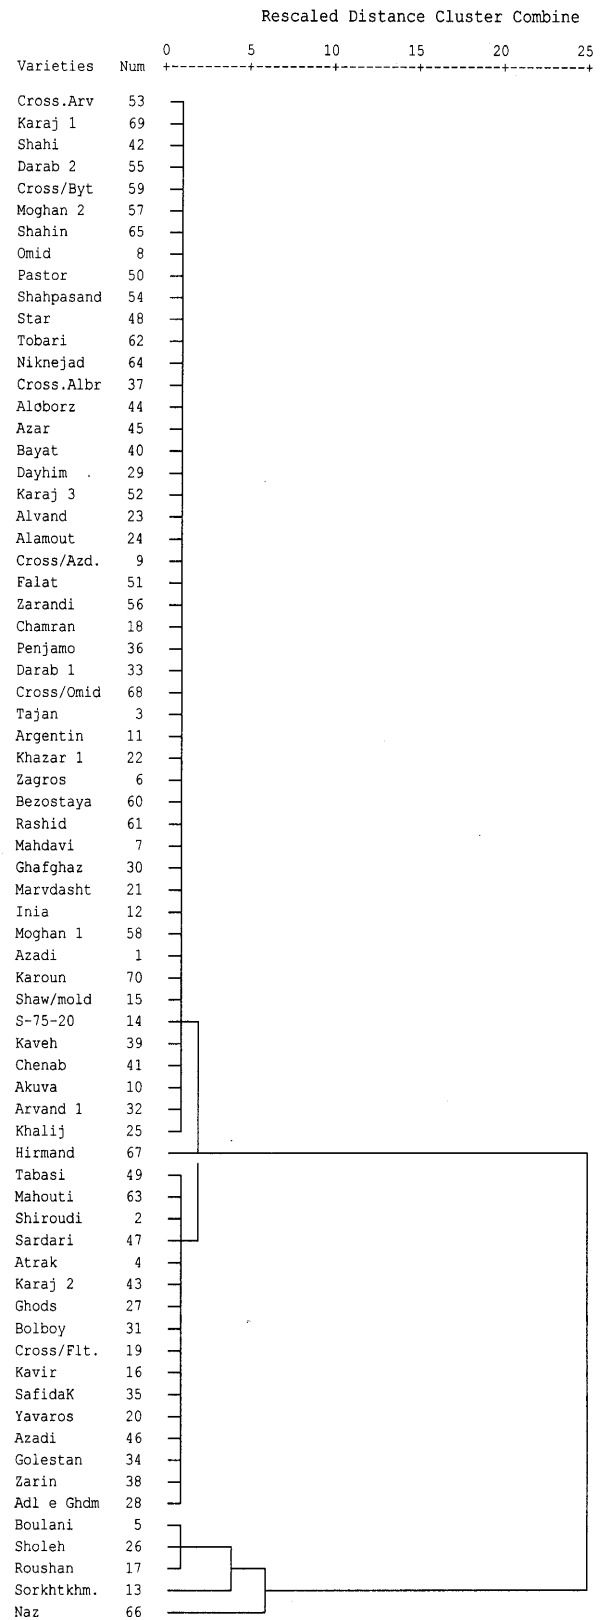 Rescaled Distance Cluster Combine
0 5 10 15 20 25
Varieties Num +---------+---------+---------+---------+---------+
Cross.Arv 53
Karaj 1 69
Shahi 42
Darab 2 55
Cross/Byt 59
Moghan 2 57
Shahin 65
Omid 8
Pastor 50
Shahpasand 54
Star 48
Tobari 62
Niknejad 64
Cross.Albr 37
Aloborz 44
Azar 45
Bayat 40
Dayhim 29
Karaj 3 52
Alvand 23
Alamout 24
Cross/Azd. 9
Falat 51
Zarandi 56
Chamran 18
Penjamo 36
Darab 1 33
Cross/Omid 68
Tajan 3
Argentin 11
Khazar 1 22
Zagros 6
Bezostaya 60
Rashid 61
Mahdavi 7
Ghafghaz 30
Marvdasht 21
Inia 12
Moghan 1 58
Azadi 1
Karoun 70
Shaw/mold 15
S-75-20 14
Kaveh 39
Chenab 41
Akuva 10
Arvand 1 32
Khalij 25
Hirmand 67
Tabasi 49
Mahouti 63
Shiroudi 2
Sardari 47
Atrak 4
Karaj 2 43
Ghods 27
Bolboy 31
Cross/Flt. 19
Kavir 16
SafidaK 35
Yavaros 20
Azadi 46
Golestan 34
Zarin 38
Adl e Ghdm 28
Boulani 5
Sholeh 26
Roushan 17
Sorkhtkhm. 13
Naz 66